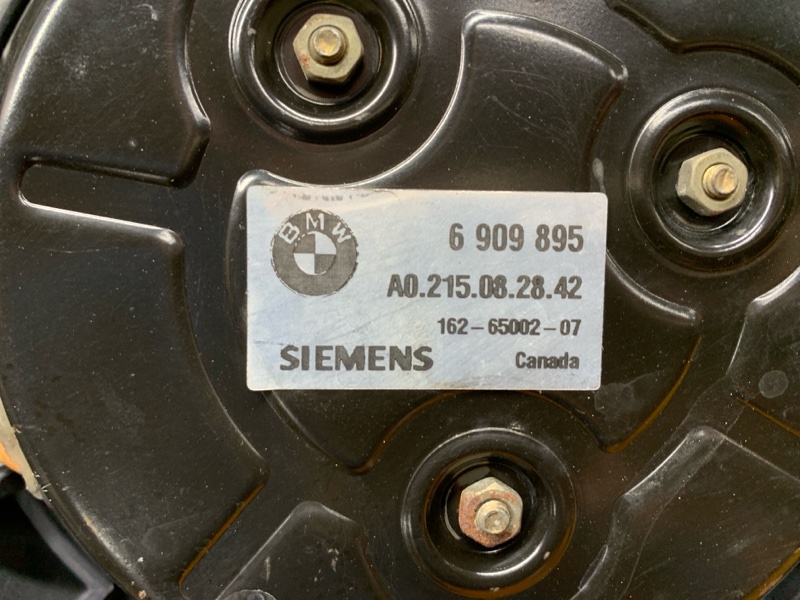 BMW
6 909 895
A0.215.08.28.42
162-65002-07
SIEMENS Canada